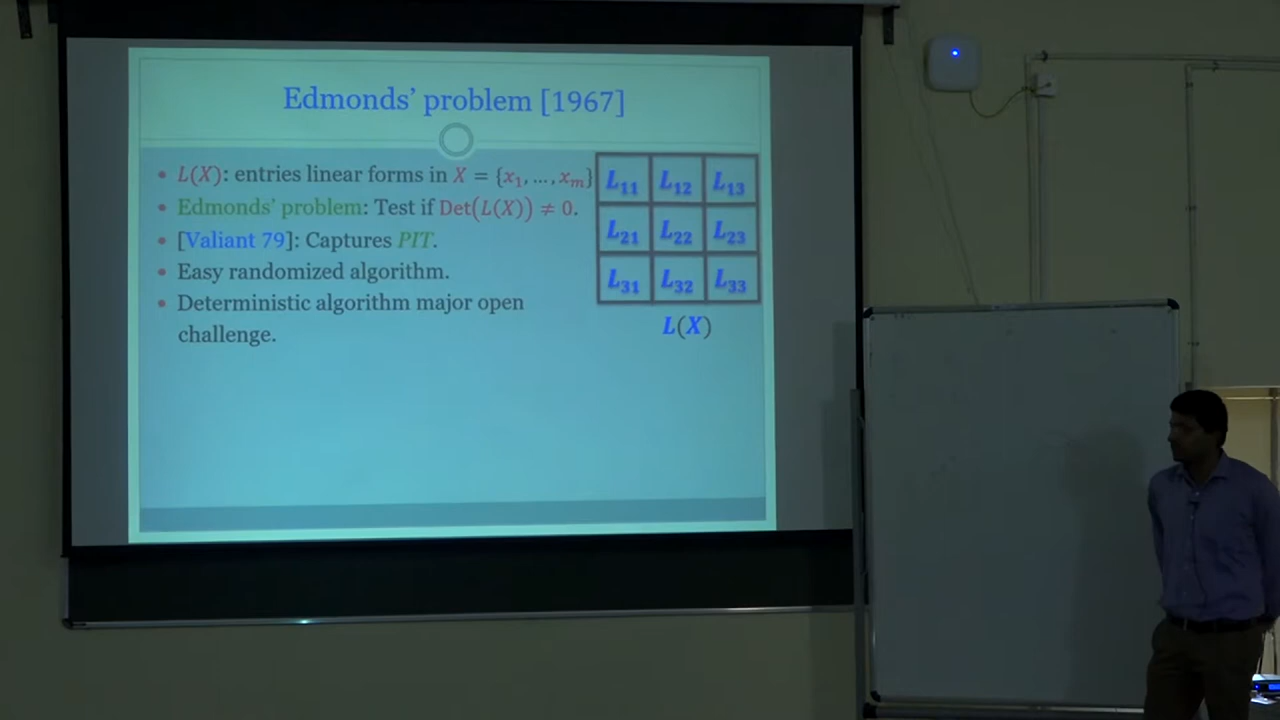 Edmonds’ problem [1967]
• L(X): entries linear forms in X = {x₁, …, xₘ}
• Edmonds’ problem: Test if Det(L(X)) ≠ 0.
• [Valiant 79]: Captures PIT.
• Easy randomized algorithm.
• Deterministic algorithm major open
challenge.
L₁₁ L₁₂ L₁₃
L₂₁ L₂₂ L₂₃
L₃₁ L₃₂ L₃₃
L(X)